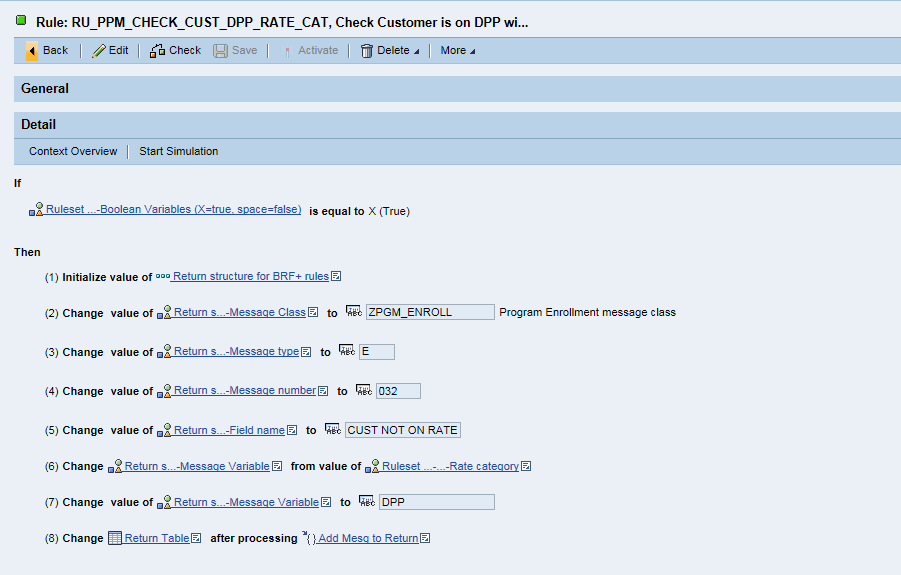 Rule: RU_PPM_CHECK_CUST_DPP_RATE_CAT, Check Customer is on DPP wi...
Back Edit Check Save Activate Delete More
General
Detail
Context Overview Start Simulation
If
Ruleset ...-Boolean Variables (X=true, space=false) is equal to X (True)
Then
(1) Initialize value of Return structure for BRF+ rules
(2) Change value of Return s...-Message Class to ABC ZPGM_ENROLL Program Enrollment message class
(3) Change value of Return s...-Message type to ABC E
(4) Change value of Return s...-Message number to ABC 032
(5) Change value of Return s...-Field name to ABC CUST NOT ON RATE
(6) Change Return s...-Message Variable from value of Ruleset ...-...-Rate category
(7) Change value of Return s...-Message Variable to ABC DPP
(8) Change Return Table after processing Add Mesg to Return